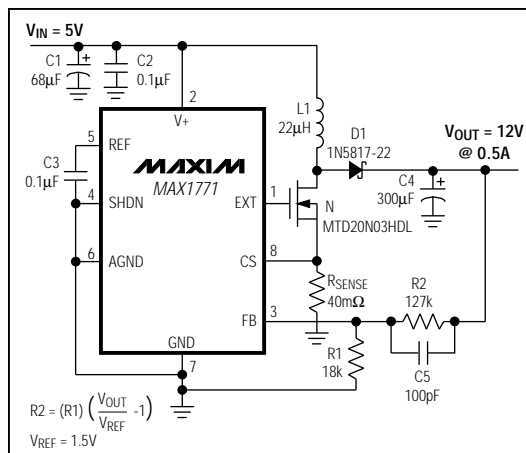 VIN = 5V
C1
68µF
C2
0.1µF
2
V+
L1
22µH
D1
1N5817-22
VOUT = 12V
@ 0.5A
5
REF
C3
0.1µF
MAXIM
MAX1771
C4
300µF
4
SHDN
EXT
1
N
MTD20N03HDL
6
AGND
CS
8
RSENSE
40mΩ
R2
127k
FB
3
GND
7
R1
18k
C5
100pF
R2 = (R1) (VOUT/VREF -1)
VREF = 1.5V